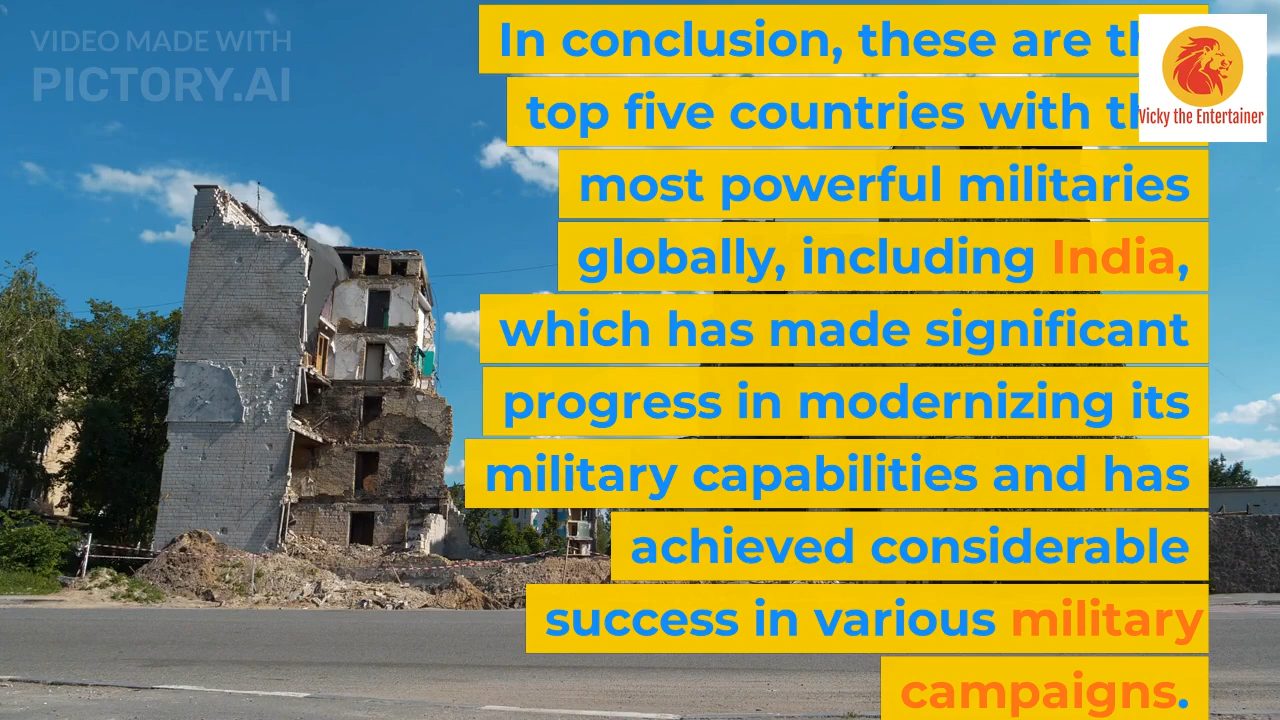 VIDEO MADE WITH
PICTORY.AI
In conclusion, these are
top five countries with
most powerful militaries
globally, including India,
which has made significant
progress in modernizing its
military capabilities and has
achieved considerable
success in various military
campaigns.
Vicky the Entertainer